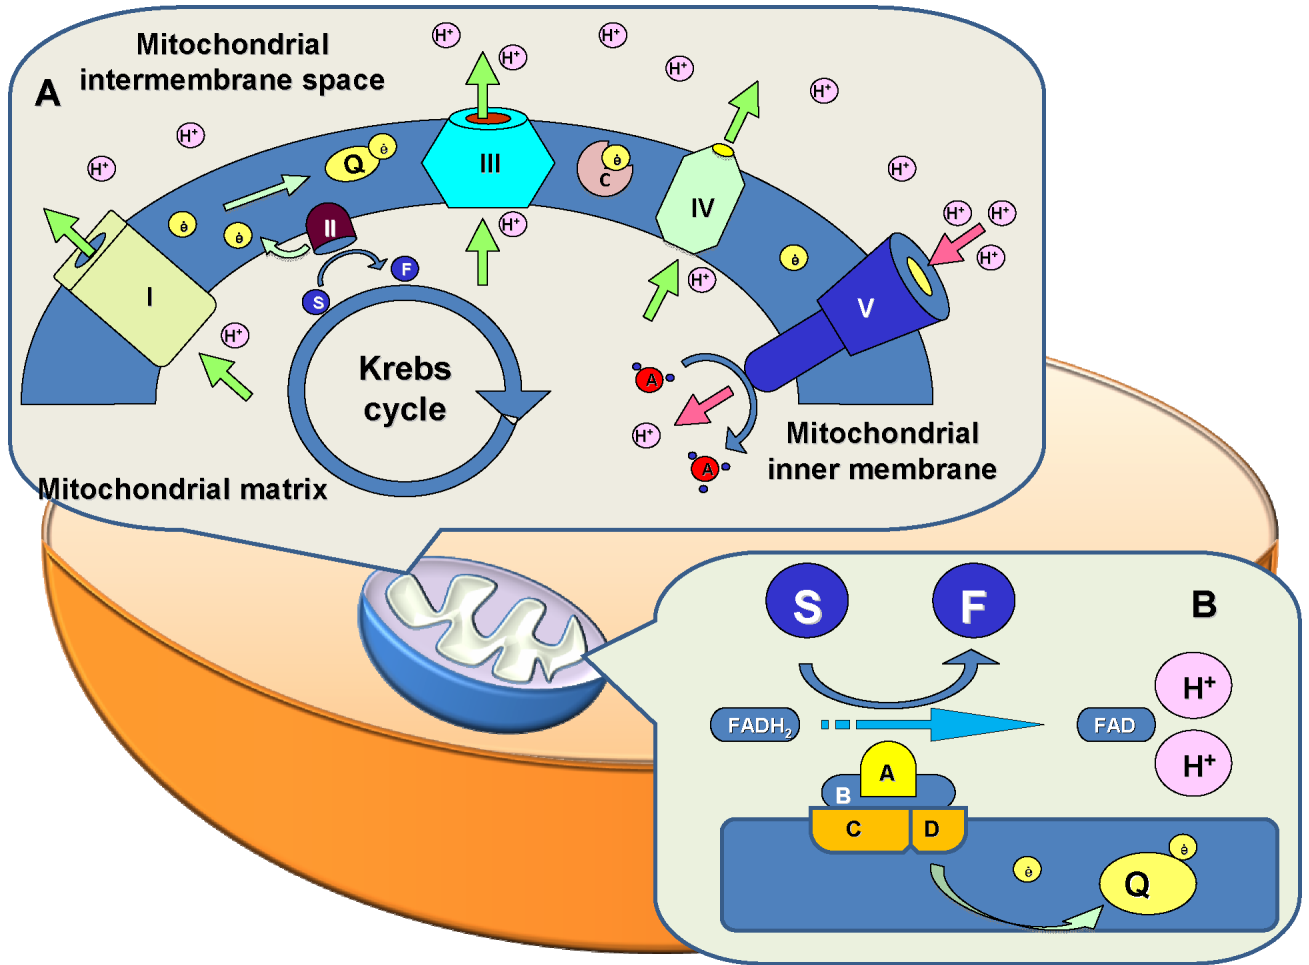 Mitochondrial
intermembrane space
A
H⁺
H⁺
H⁺
H⁺
H⁺
H⁺
H⁺
H⁺
H⁺
Q
ė
III
ė
C
IV
H⁺
H⁺
H⁺
H⁺
ė
ė
II
ė
F
S
I
H⁺
H⁺
V
Krebs
cycle
A
H⁺
A
Mitochondrial
inner membrane
Mitochondrial matrix
S
F
B
H⁺
FADH₂
FAD
H⁺
A
B
C
D
ė
ė
Q